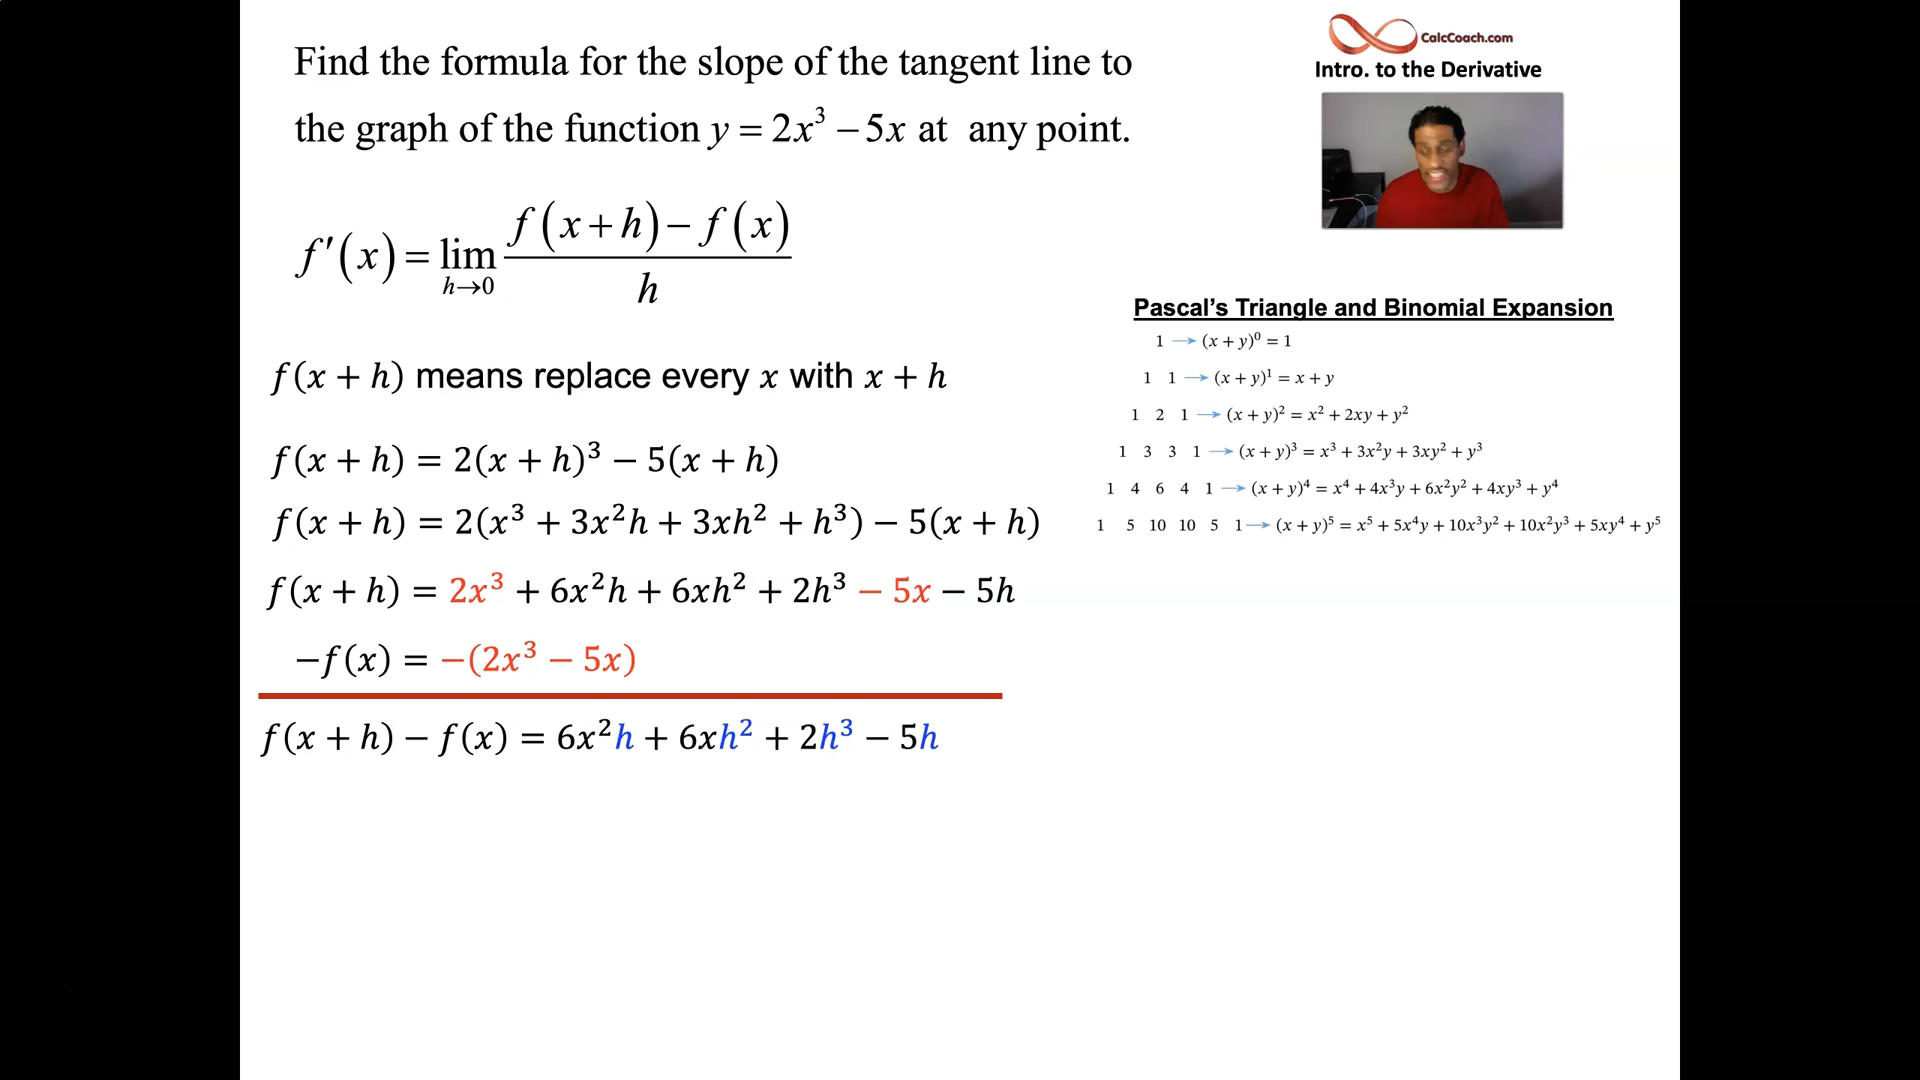 Find the formula for the slope of the tangent line to
the graph of the function y = 2x³ − 5x at any point.
CalcCoach.com
Intro. to the Derivative
f′(x) = lim h→0 f(x+h) − f(x) / h
Pascal's Triangle and Binomial Expansion
1 → (x + y)⁰ = 1
1 1 → (x + y)¹ = x + y
1 2 1 → (x + y)² = x² + 2xy + y²
1 3 3 1 → (x + y)³ = x³ + 3x²y + 3xy² + y³
1 4 6 4 1 → (x + y)⁴ = x⁴ + 4x³y + 6x²y² + 4xy³ + y⁴
1 5 10 10 5 1 → (x + y)⁵ = x⁵ + 5x⁴y + 10x³y² + 10x²y³ + 5xy⁴ + y⁵
f(x + h) means replace every x with x + h
f(x + h) = 2(x + h)³ − 5(x + h)
f(x + h) = 2(x³ + 3x²h + 3xh² + h³) − 5(x + h)
f(x + h) = 2x³ + 6x²h + 6xh² + 2h³ − 5x − 5h
−f(x) = −(2x³ − 5x)
f(x + h) − f(x) = 6x²h + 6xh² + 2h³ − 5h